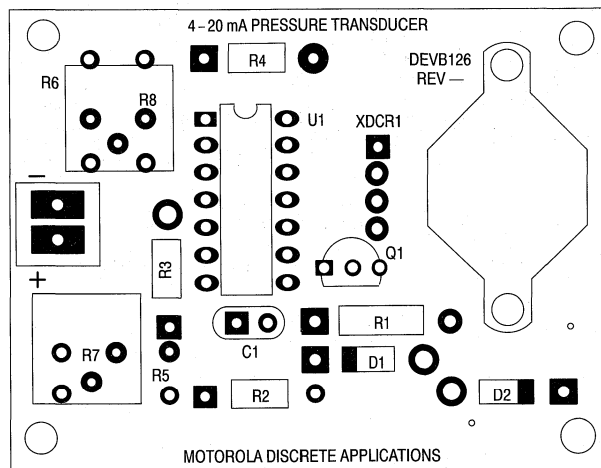 4–20 mA PRESSURE TRANSDUCER
R6
R8
R4
DEVB126
REV —
U1
XDCR1
−
+
R3
Q1
R7
R5
C1
R1
D1
R2
D2
MOTOROLA DISCRETE APPLICATIONS